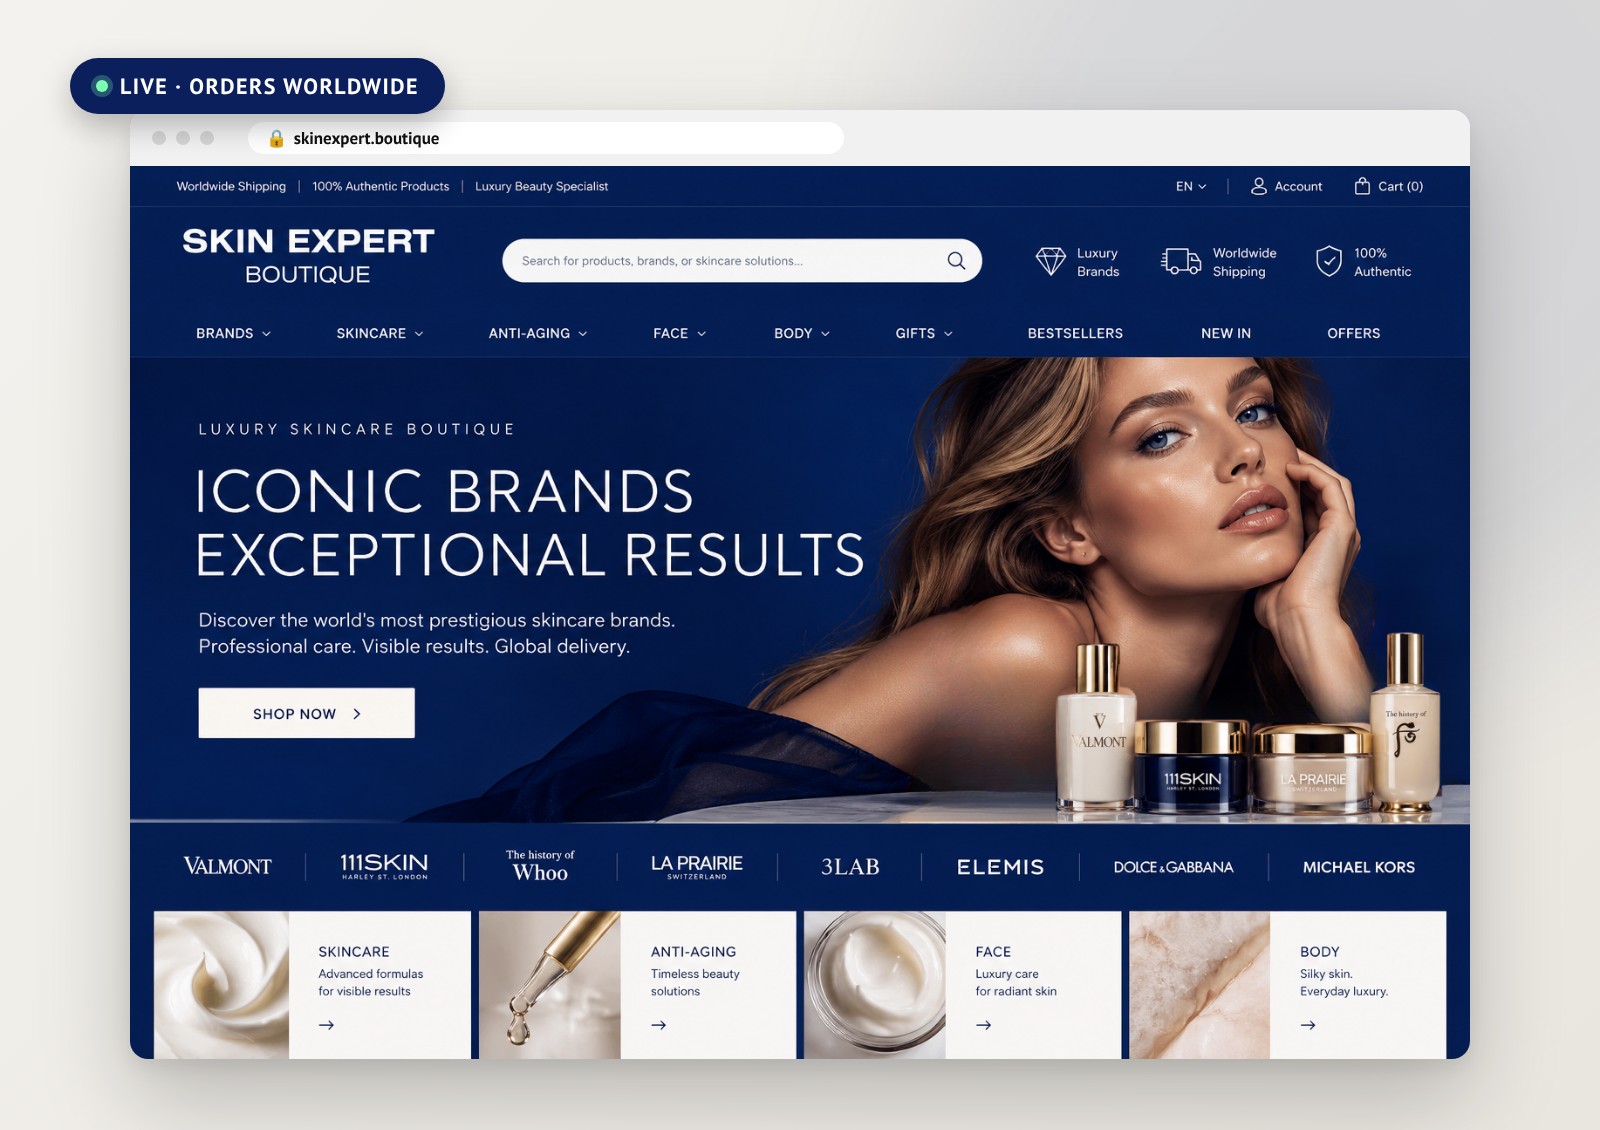 LIVE · ORDERS WORLDWIDE
skinexpert.boutique
Worldwide Shipping | 100% Authentic Products | Luxury Beauty Specialist
EN
Account
Cart (0)
SKIN EXPERT
BOUTIQUE
Search for products, brands, or skincare solutions...
Luxury
Brands
Worldwide
Shipping
100%
Authentic
BRANDS
SKINCARE
ANTI-AGING
FACE
BODY
GIFTS
BESTSELLERS
NEW IN
OFFERS
LUXURY SKINCARE BOUTIQUE
ICONIC BRANDS
EXCEPTIONAL RESULTS
Discover the world's most prestigious skincare brands.
Professional care. Visible results. Global delivery.
SHOP NOW
V
VALMONT
111SKIN
HARLEY ST. LONDON
LA PRAIRIE
SWITZERLAND
The history of
VALMONT
111SKIN
HARLEY ST. LONDON
The history of
Whoo
LA PRAIRIE
SWITZERLAND
3LAB
ELEMIS
DOLCE & GABBANA
MICHAEL KORS
SKINCARE
Advanced formulas
for visible results
ANTI-AGING
Timeless beauty
solutions
FACE
Luxury care
for radiant skin
BODY
Silky skin.
Everyday luxury.